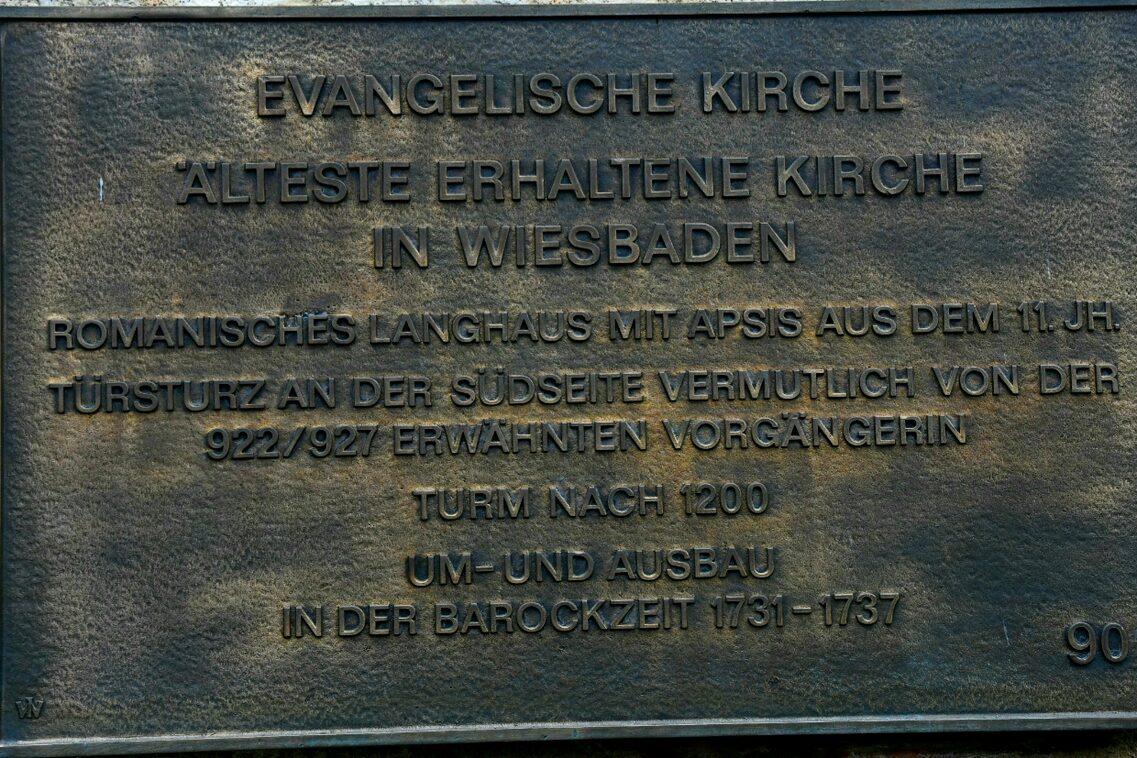 EVANGELISCHE KIRCHE
ÄLTESTE ERHALTENE KIRCHE
IN WIESBADEN
ROMANISCHES LANGHAUS MIT APSIS AUS DEM 11. JH.
TÜRSTURZ AN DER SÜDSEITE VERMUTLICH VON DER
922/927 ERWÄHNTEN VORGÄNGERIN
TURM NACH 1200
UM- UND AUSBAU
IN DER BAROCKZEIT 1731-1737
90